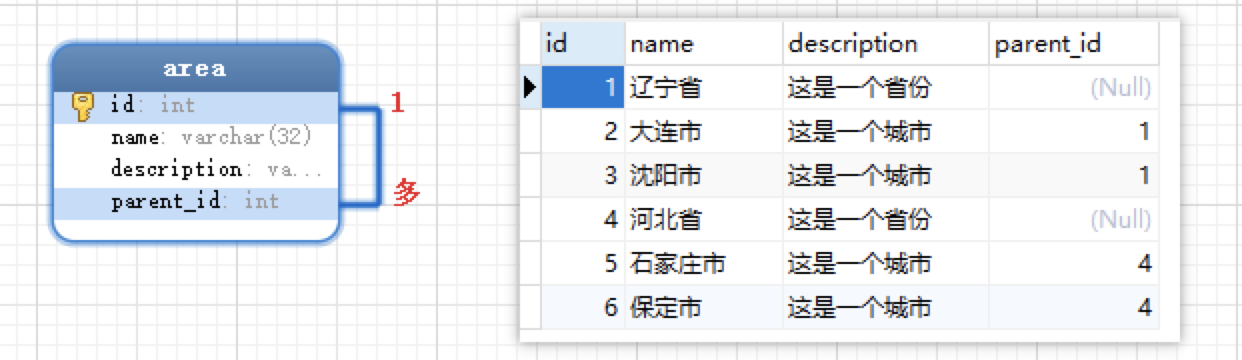 area
id: int
name: varchar(32)
description: va...
parent_id: int
1
多
id name description parent_id
1 辽宁省 这是一个省份 (Null)
2 大连市 这是一个城市 1
3 沈阳市 这是一个城市 1
4 河北省 这是一个省份 (Null)
5 石家庄市 这是一个城市 4
6 保定市 这是一个城市 4